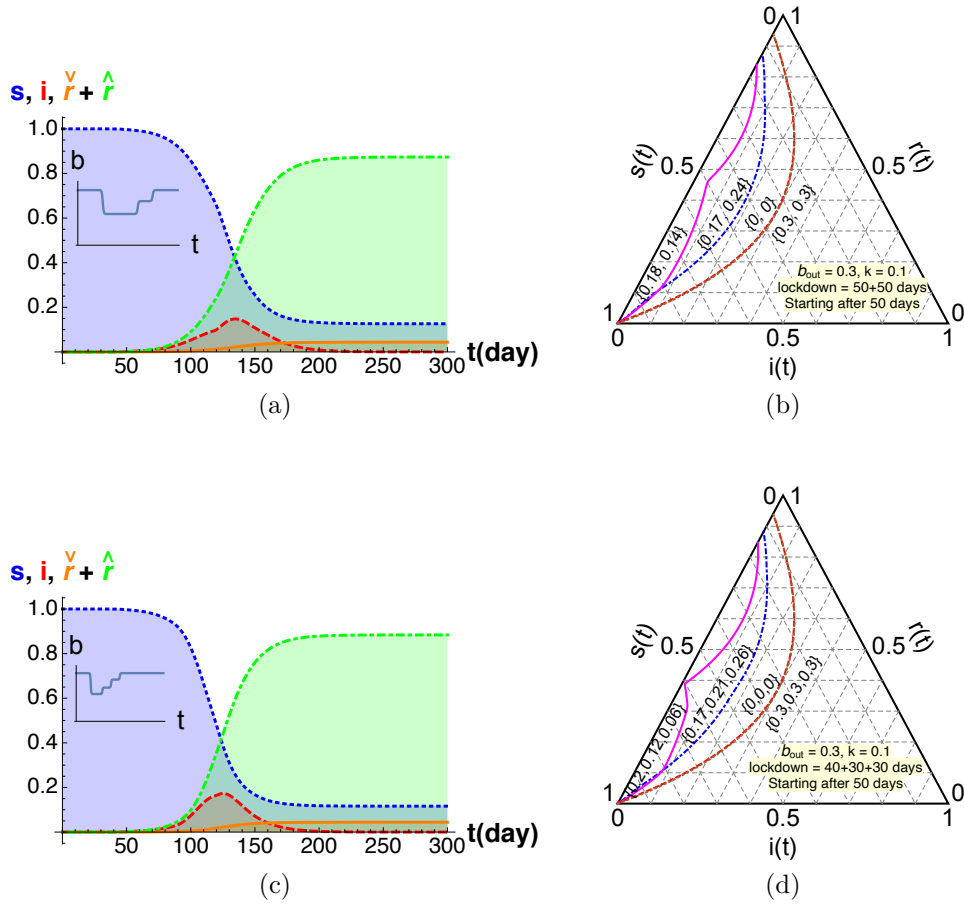 s, i, ř + r̂
1.0
0.8
0.6
0.4
0.2
b
t
50
100
150
200
250
300
t(day)
(a)
0
1
s(t)
0.5
0.5
r(t)
{0.18, 0.14}
{0.17, 0.24}
{0, 0}
{0.3, 0.3}
b_out = 0.3, k = 0.1
lockdown = 50+50 days
Starting after 50 days
1
0
0
0.5
1
i(t)
(b)
s, i, ř + r̂
1.0
0.8
0.6
0.4
0.2
b
t
50
100
150
200
250
300
t(day)
(c)
0
1
s(t)
0.5
0.5
r(t)
0.2,0.12,0.06}
{0.17,0.21,0.26}
{0,0,0}
{0.3,0.3,0.3}
b_out = 0.3, k = 0.1
lockdown = 40+30+30 days
Starting after 50 days
1
0
0
0.5
1
i(t)
(d)